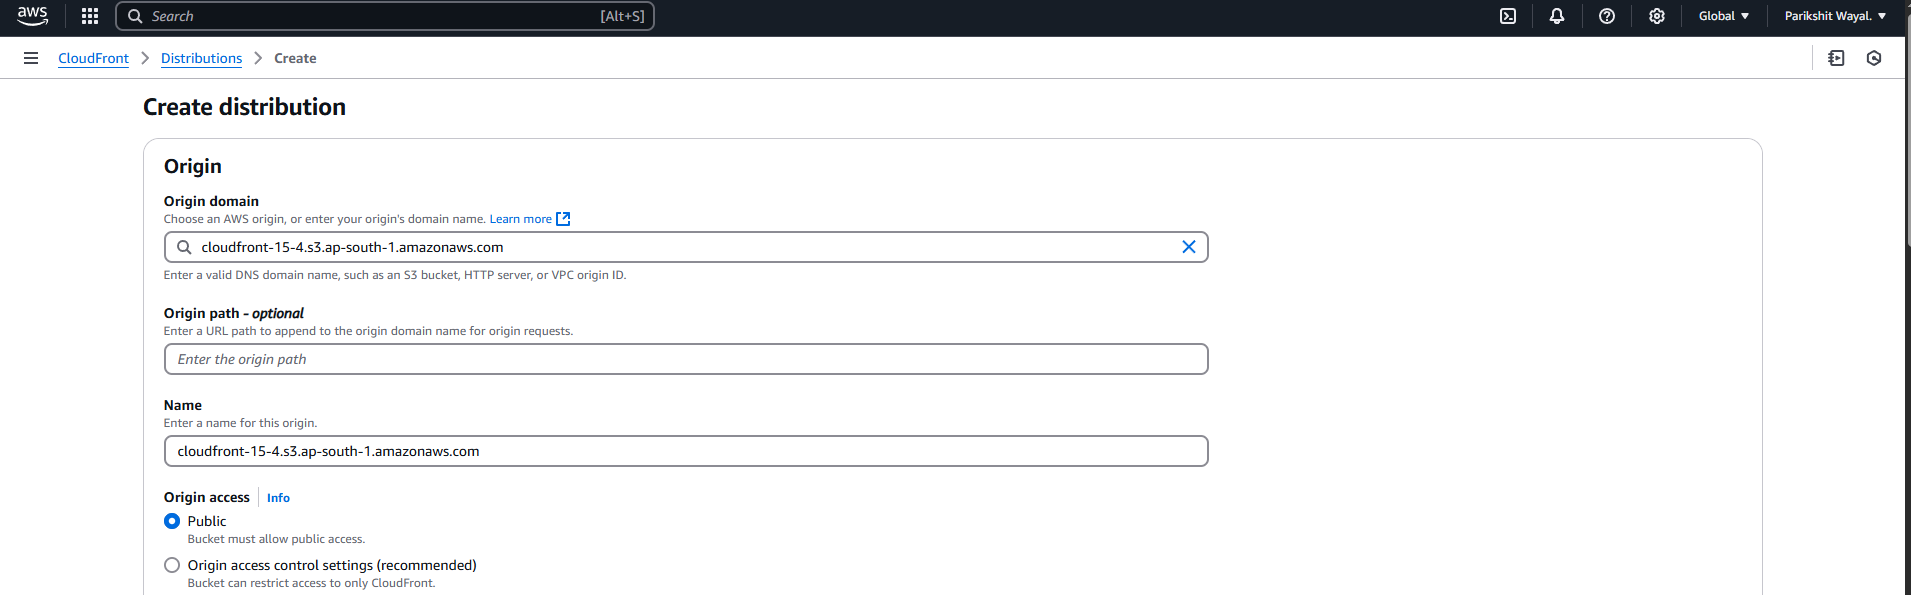 aws
Search [Alt+S] Global Parikshit Wayal.
CloudFront Distributions Create
Create distribution
Origin
Origin domain
Choose an AWS origin, or enter your origin's domain name. Learn more
cloudfront-15-4.s3.ap-south-1.amazonaws.com
Enter a valid DNS domain name, such as an S3 bucket, HTTP server, or VPC origin ID.
Origin path - optional
Enter a URL path to append to the origin domain name for origin requests.
Enter the origin path
Name
Enter a name for this origin.
cloudfront-15-4.s3.ap-south-1.amazonaws.com
Origin access Info
Public
Bucket must allow public access.
Origin access control settings (recommended)
Bucket can restrict access to only CloudFront.